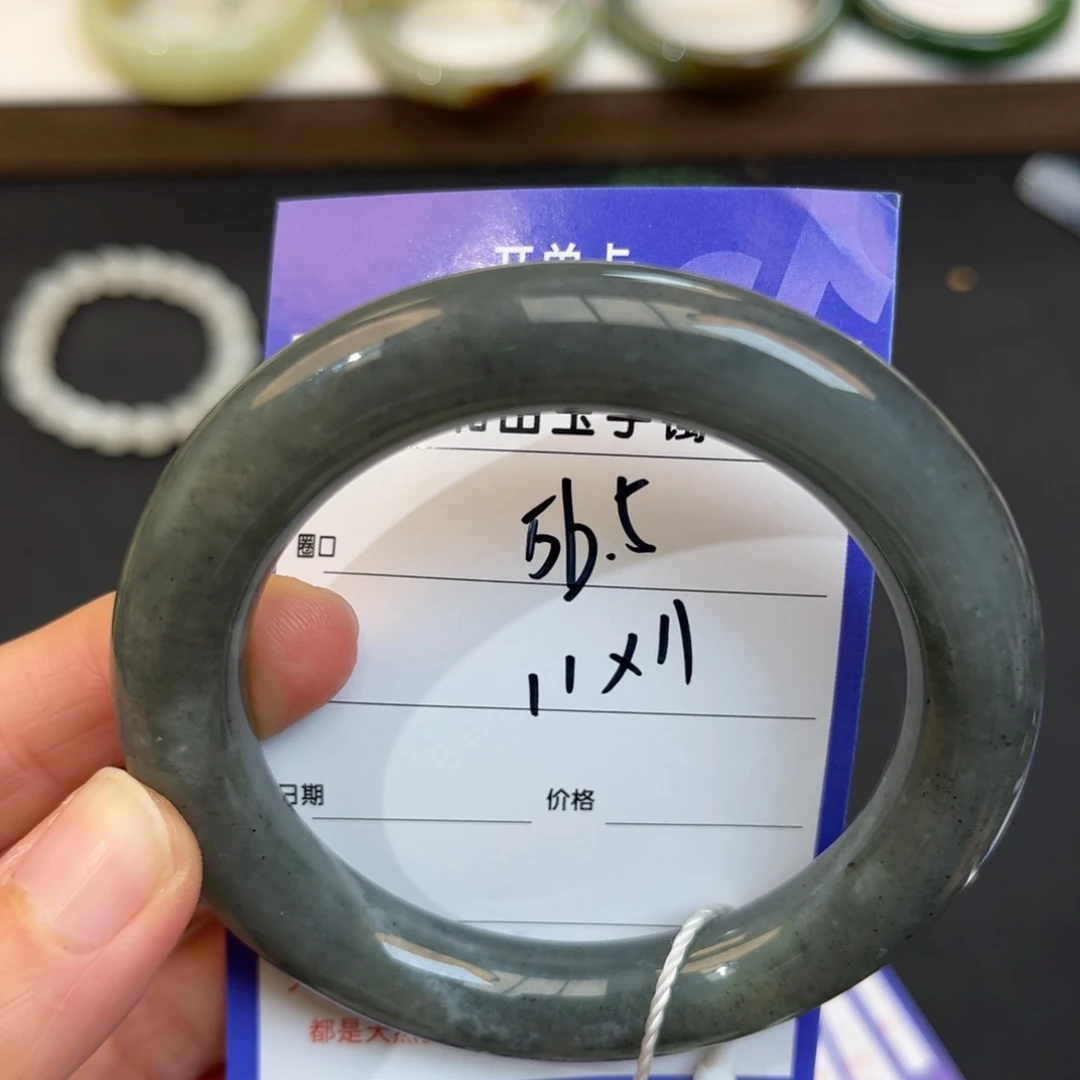 开单卡
和田玉手镯
圈口 56.5
11x11
日期 价格
都是天然